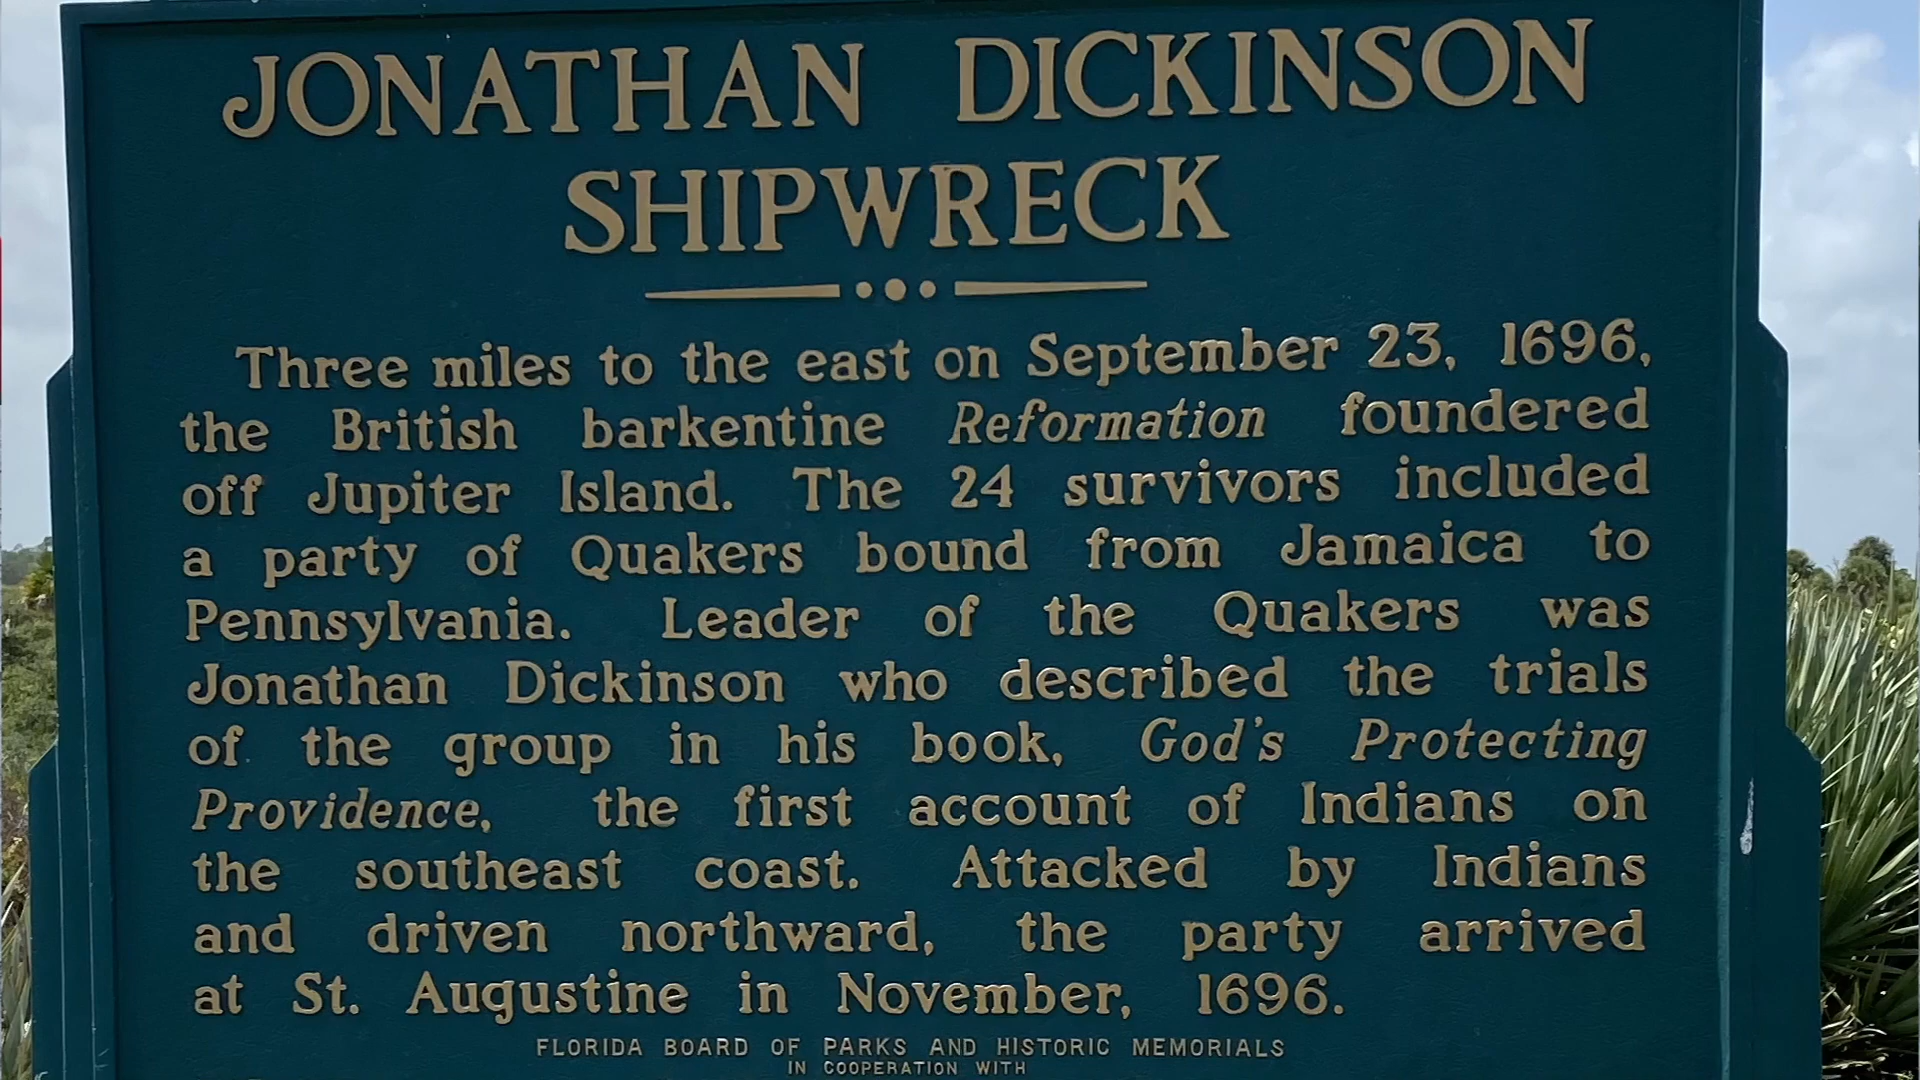 JONATHAN DICKINSON
SHIPWRECK
Three miles to the east on September 23, 1696,
the British barkentine Reformation foundered
off Jupiter Island. The 24 survivors included
a party of Quakers bound from Jamaica to
Pennsylvania. Leader of the Quakers was
Jonathan Dickinson who described the trials
of the group in his book, God's Protecting
Providence, the first account of Indians on
the southeast coast. Attacked by Indians
and driven northward, the party arrived
at St. Augustine in November, 1696.
FLORIDA BOARD OF PARKS AND HISTORIC MEMORIALS
IN COOPERATION WITH